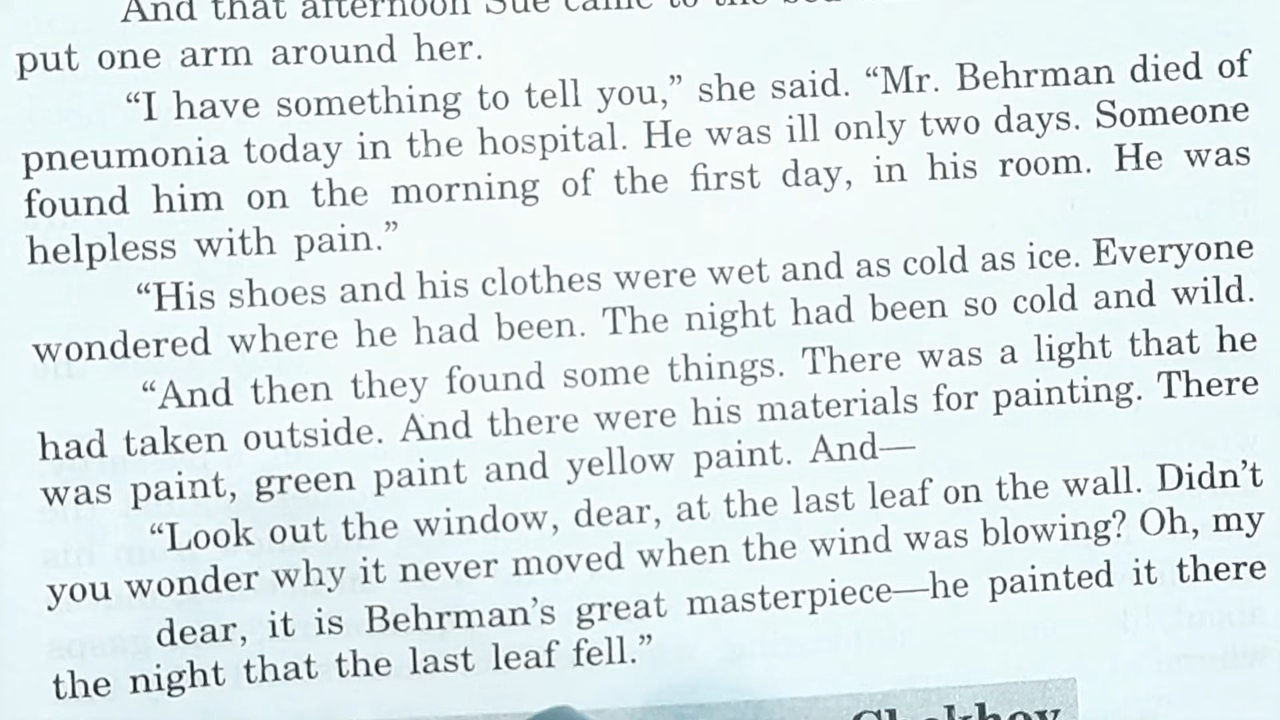 And that afternoon Sue came to the
put one arm around her.
“I have something to tell you,” she said. “Mr. Behrman died of
pneumonia today in the hospital. He was ill only two days. Someone
found him on the morning of the first day, in his room. He was
helpless with pain.”
“His shoes and his clothes were wet and as cold as ice. Everyone
wondered where he had been. The night had been so cold and wild.
“And then they found some things. There was a light that he
had taken outside. And there were his materials for painting. There
was paint, green paint and yellow paint. And—
“Look out the window, dear, at the last leaf on the wall. Didn’t
you wonder why it never moved when the wind was blowing? Oh, my
dear, it is Behrman’s great masterpiece—he painted it there
the night that the last leaf fell.”